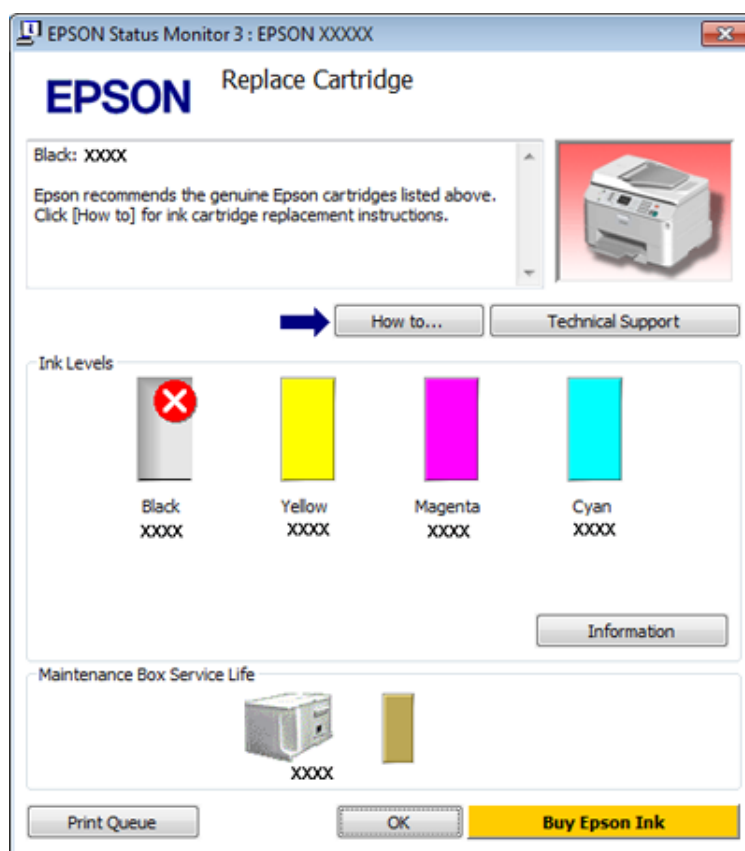 EPSON Status Monitor 3 : EPSON XXXXX
EPSON
Replace Cartridge
Black: XXXX
Epson recommends the genuine Epson cartridges listed above.
Click [How to] for ink cartridge replacement instructions.
How to...
Technical Support
Ink Levels
Black
Yellow
Magenta
Cyan
XXXX
XXXX
XXXX
XXXX
Information
Maintenance Box Service Life
XXXX
Print Queue
OK
Buy Epson Ink